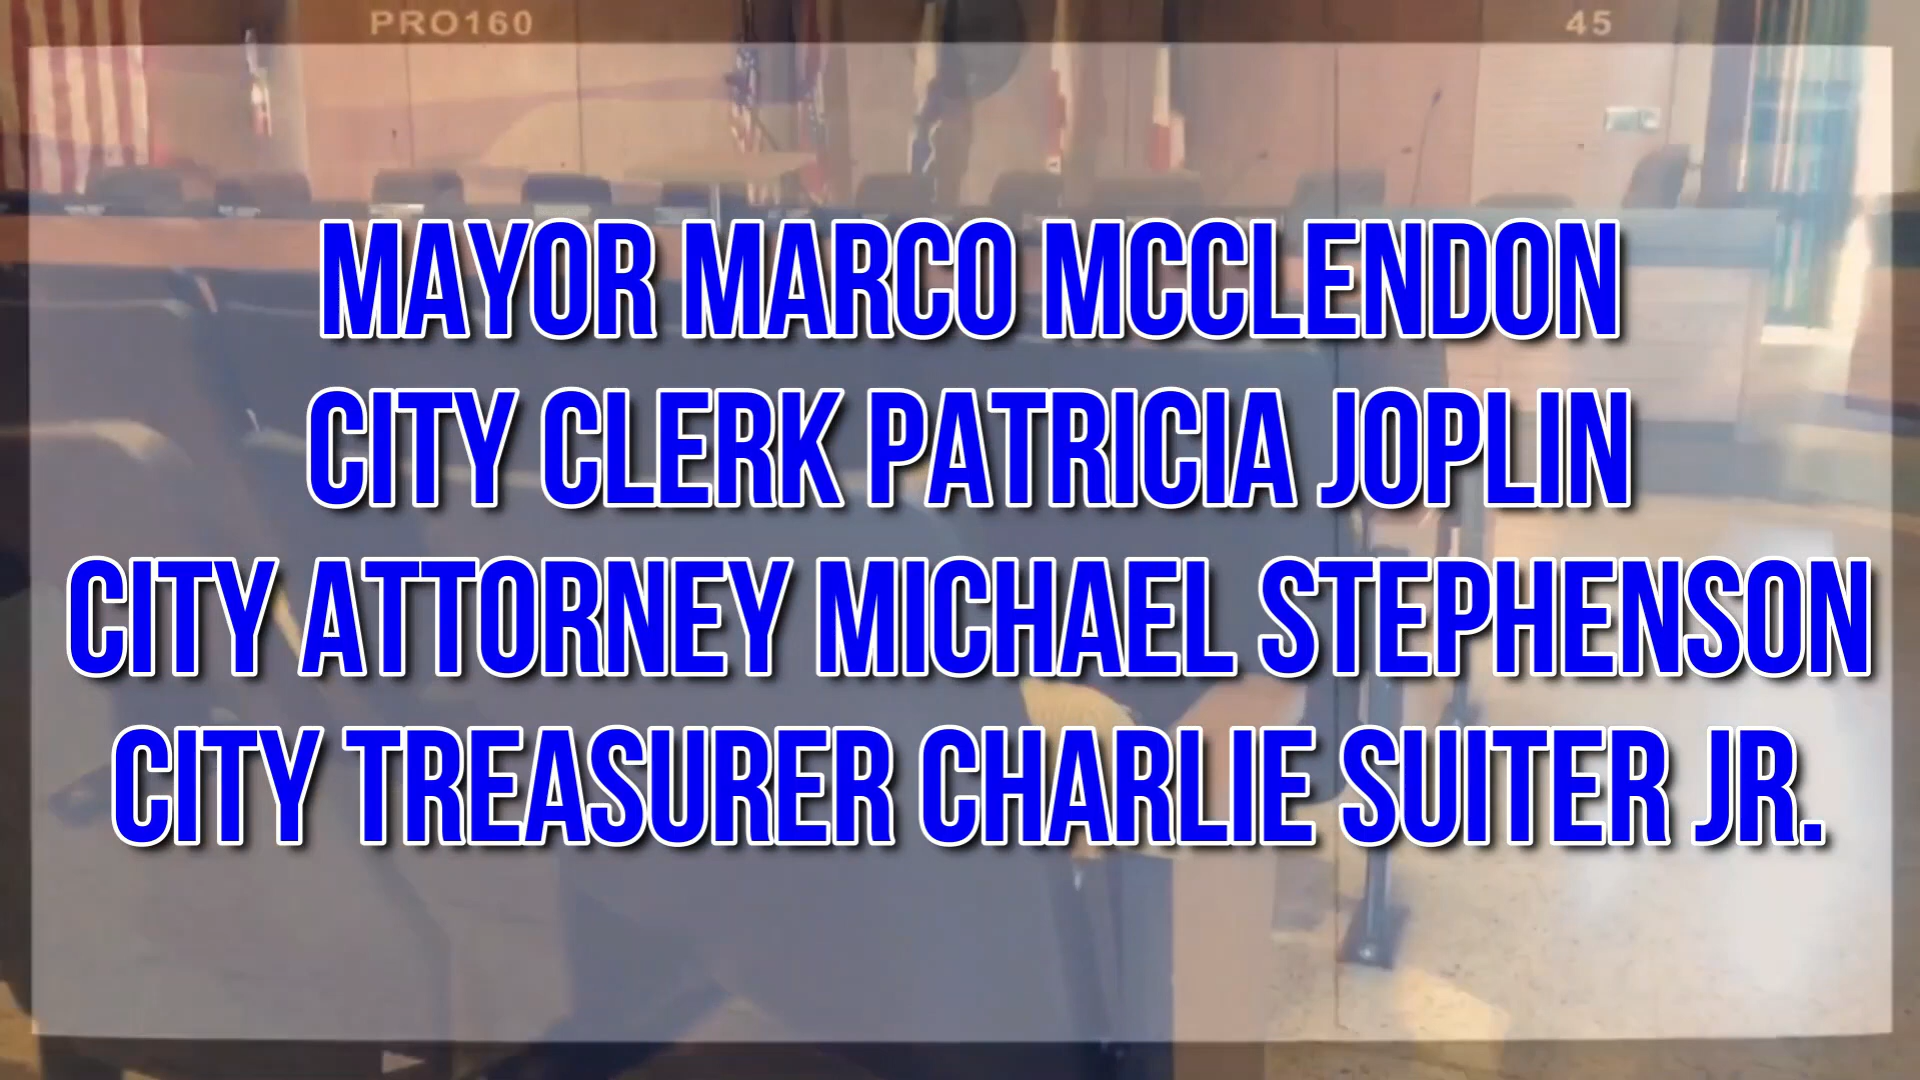 PRO160 45
MAYOR MARCO MCCLENDON
CITY CLERK PATRICIA JOPLIN
CITY ATTORNEY MICHAEL STEPHENSON
CITY TREASURER CHARLIE SUITER JR.